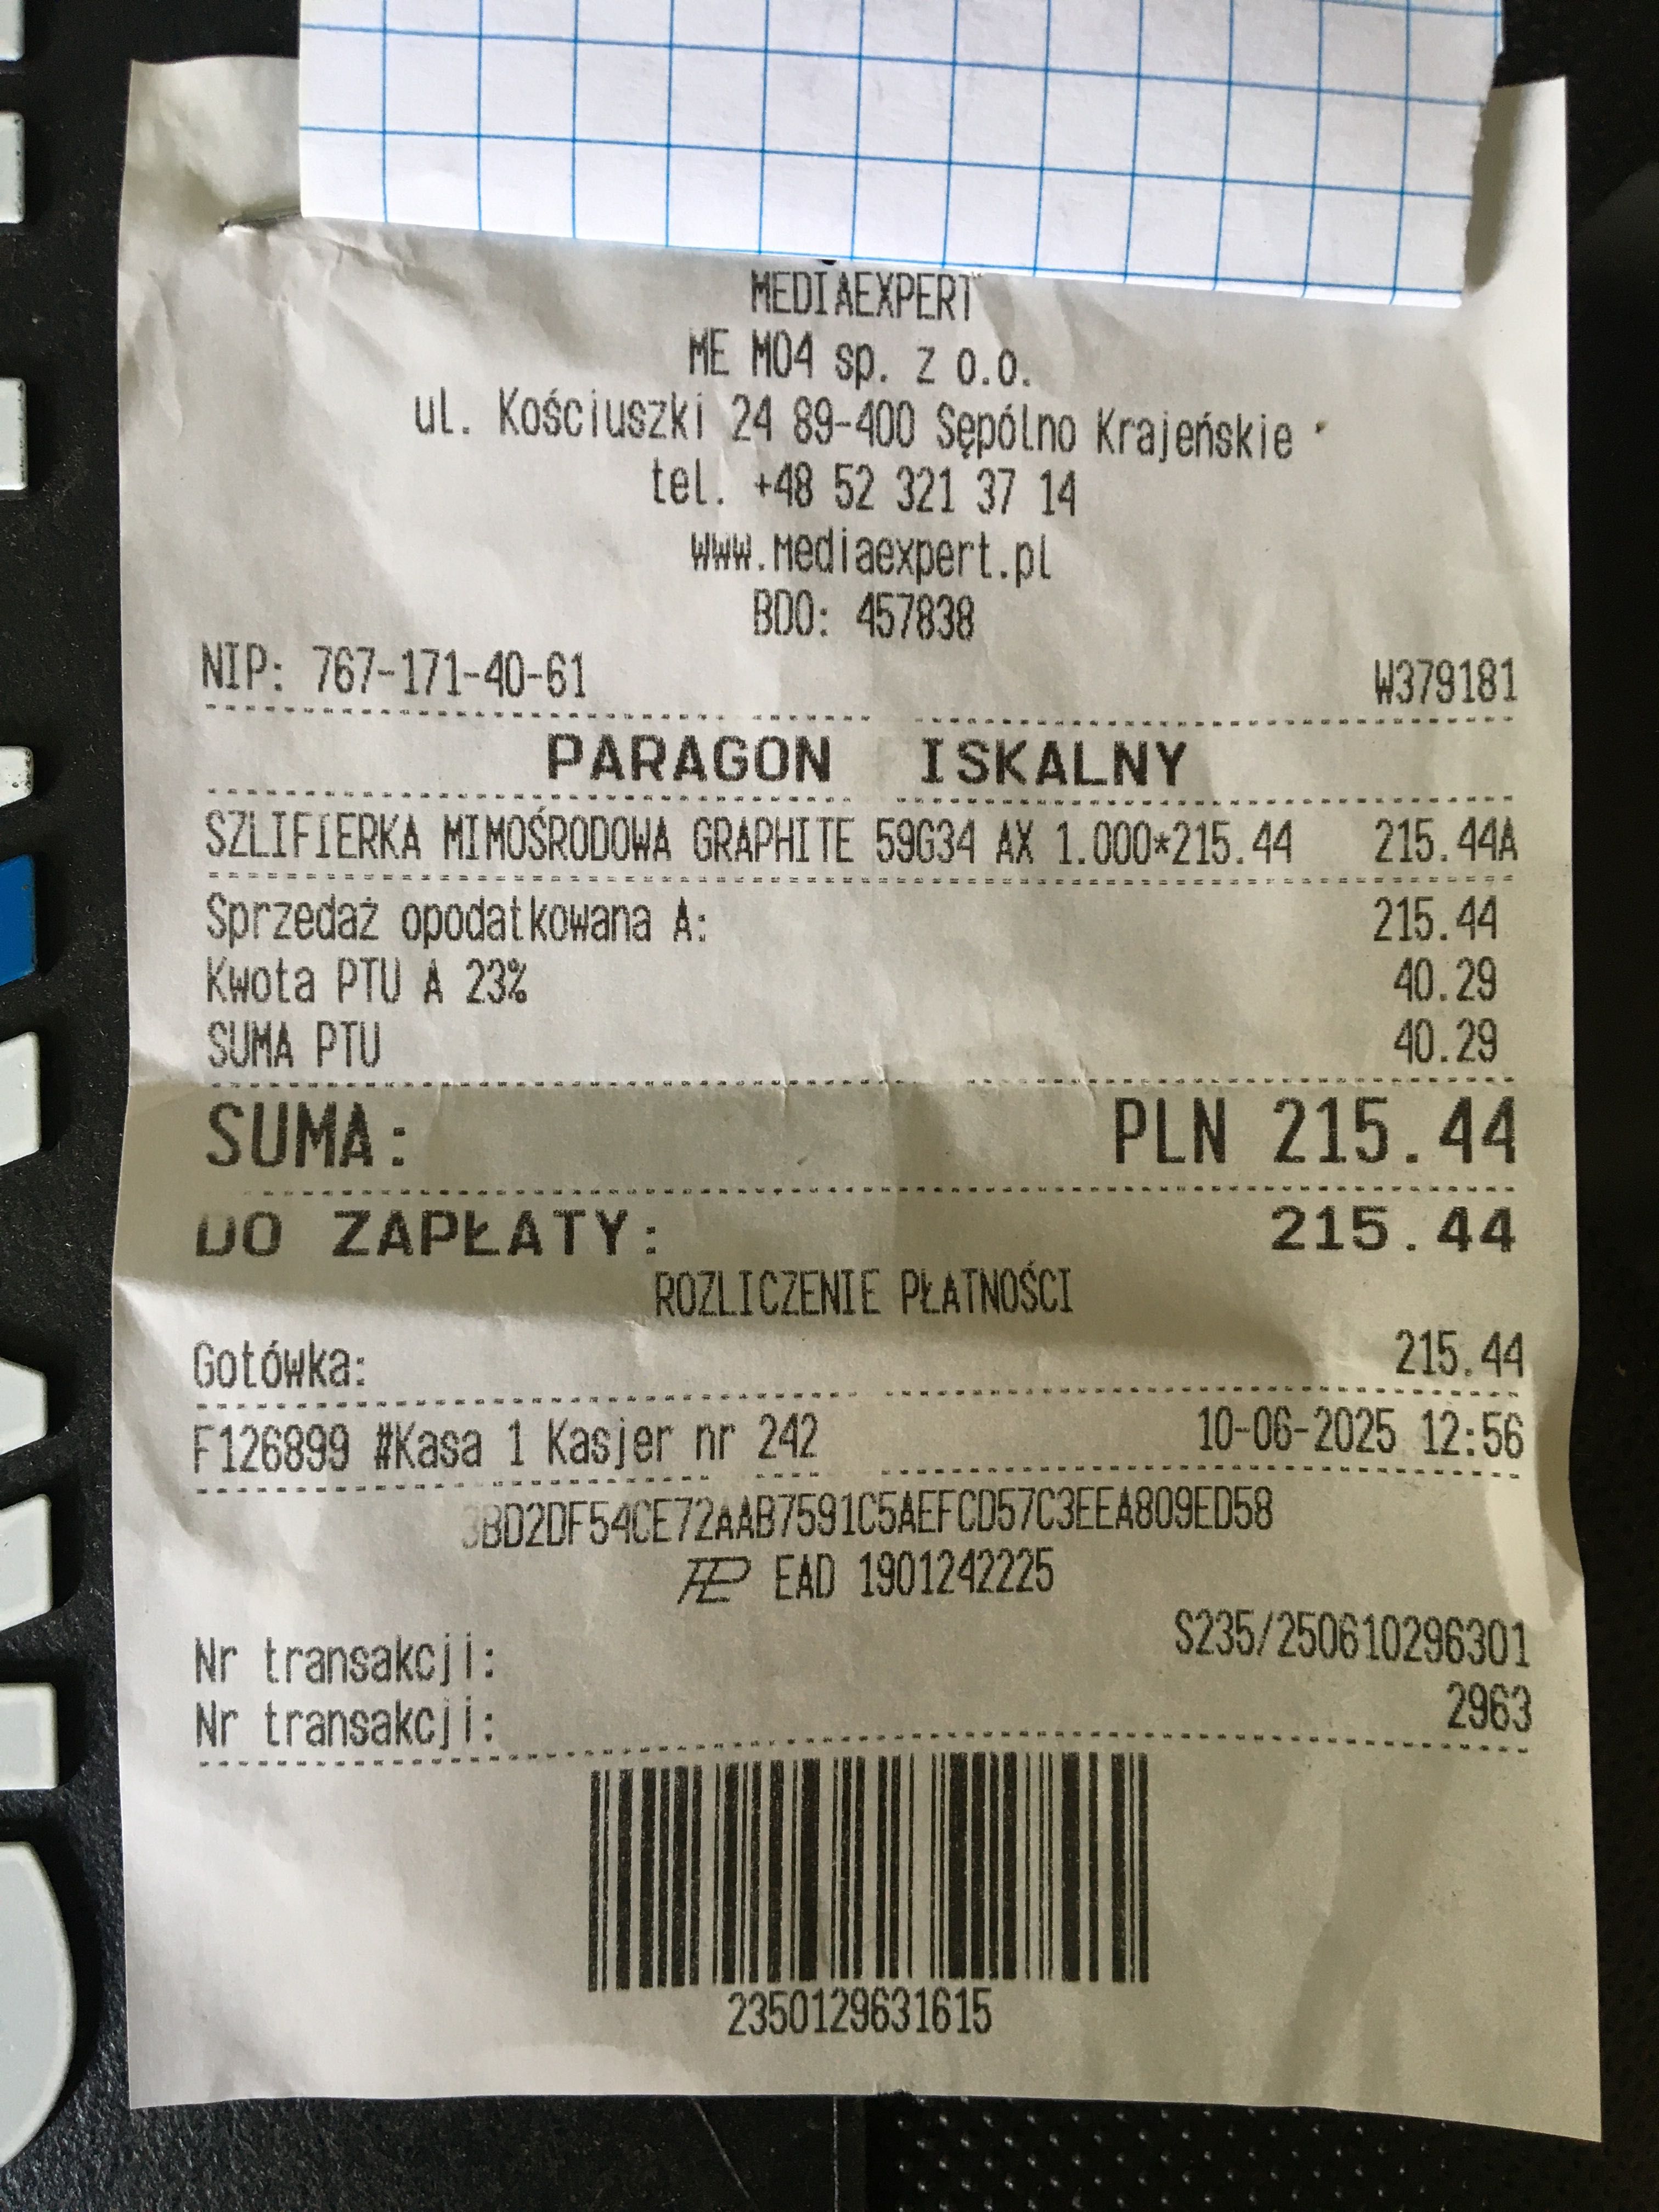 MEDIAEXPERT
ME M04 sp. z o.o.
ul. Kościuszki 24 89-400 Sępólno Krajeńskie
tel. +48 52 321 37 14
www.mediaexpert.pl
BDO: 457838
NIP: 767-171-40-61 W379181
PARAGON ISKALNY
SZLIFIERKA MIMOŚRODOWA GRAPHITE 59G34 AX 1.000*215.44 215.44A
Sprzedaż opodatkowana A: 215.44
Kwota PTU A 23% 40.29
SUMA PTU 40.29
SUMA: PLN 215.44
DO ZAPŁATY: 215.44
ROZLICZENIE PŁATNOŚCI
Gotówka: 215.44
F126899 #Kasa 1 Kasjer nr 242 10-06-2025 12:56
3BD2DF54CE72AAB7591C5AEFCD57C3EEA809ED58
EAD 1901242225
Nr transakcji: S235/250610296301
Nr transakcji: 2963
2350129631615